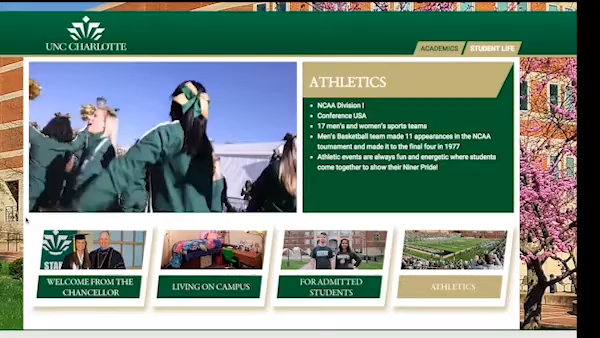 UNC CHARLOTTE
ACADEMICS
STUDENT LIFE
ATHLETICS
NCAA Division I
Conference USA
17 men's and women's sports teams
Men's Basketball team made 11 appearances in the NCAA
tournament and made it to the final four in 1977
Athletic events are always fun and energetic where students
come together to show their Niner Pride!
WELCOME FROM THE
CHANCELLOR
LIVING ON CAMPUS
FOR ADMITTED
STUDENTS
ATHLETICS